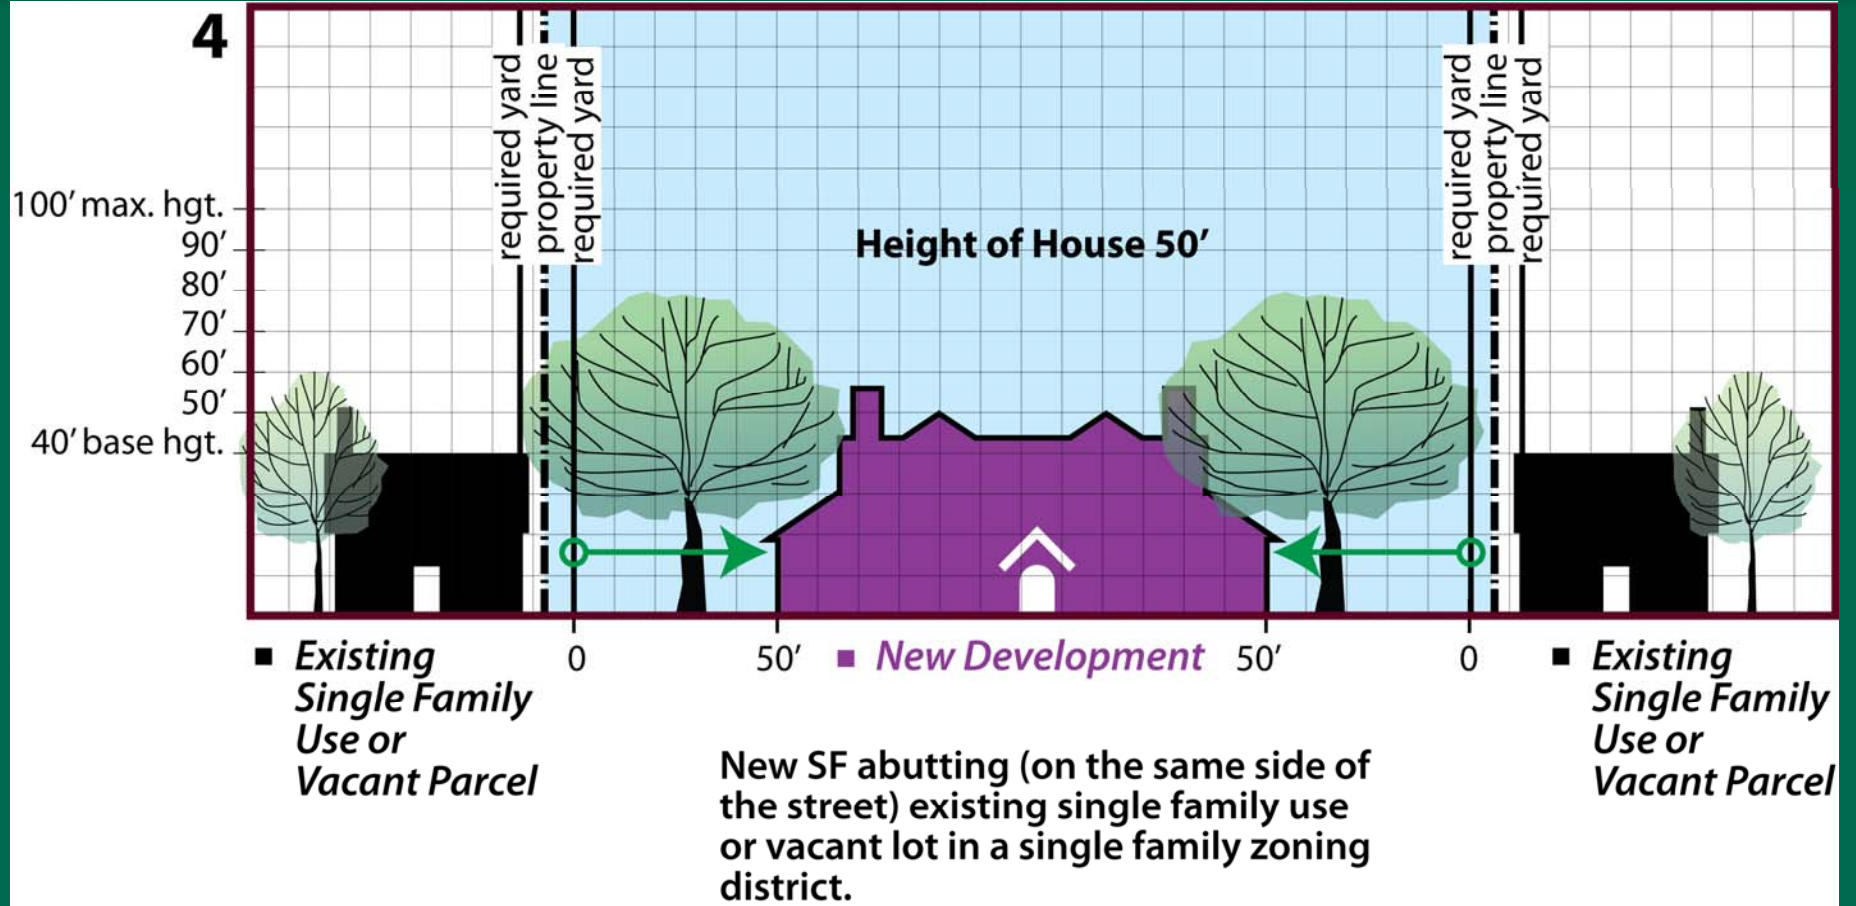 4
required yard
property line
required yard
required yard
property line
required yard
100’ max. hgt.
90’
80’
70’
60’
50’
40’ base hgt.
Height of House 50’
0
50’
50’
0
■ Existing
Single Family
Use or
Vacant Parcel
■ New Development
■ Existing
Single Family
Use or
Vacant Parcel
New SF abutting (on the same side of
the street) existing single family use
or vacant lot in a single family zoning
district.